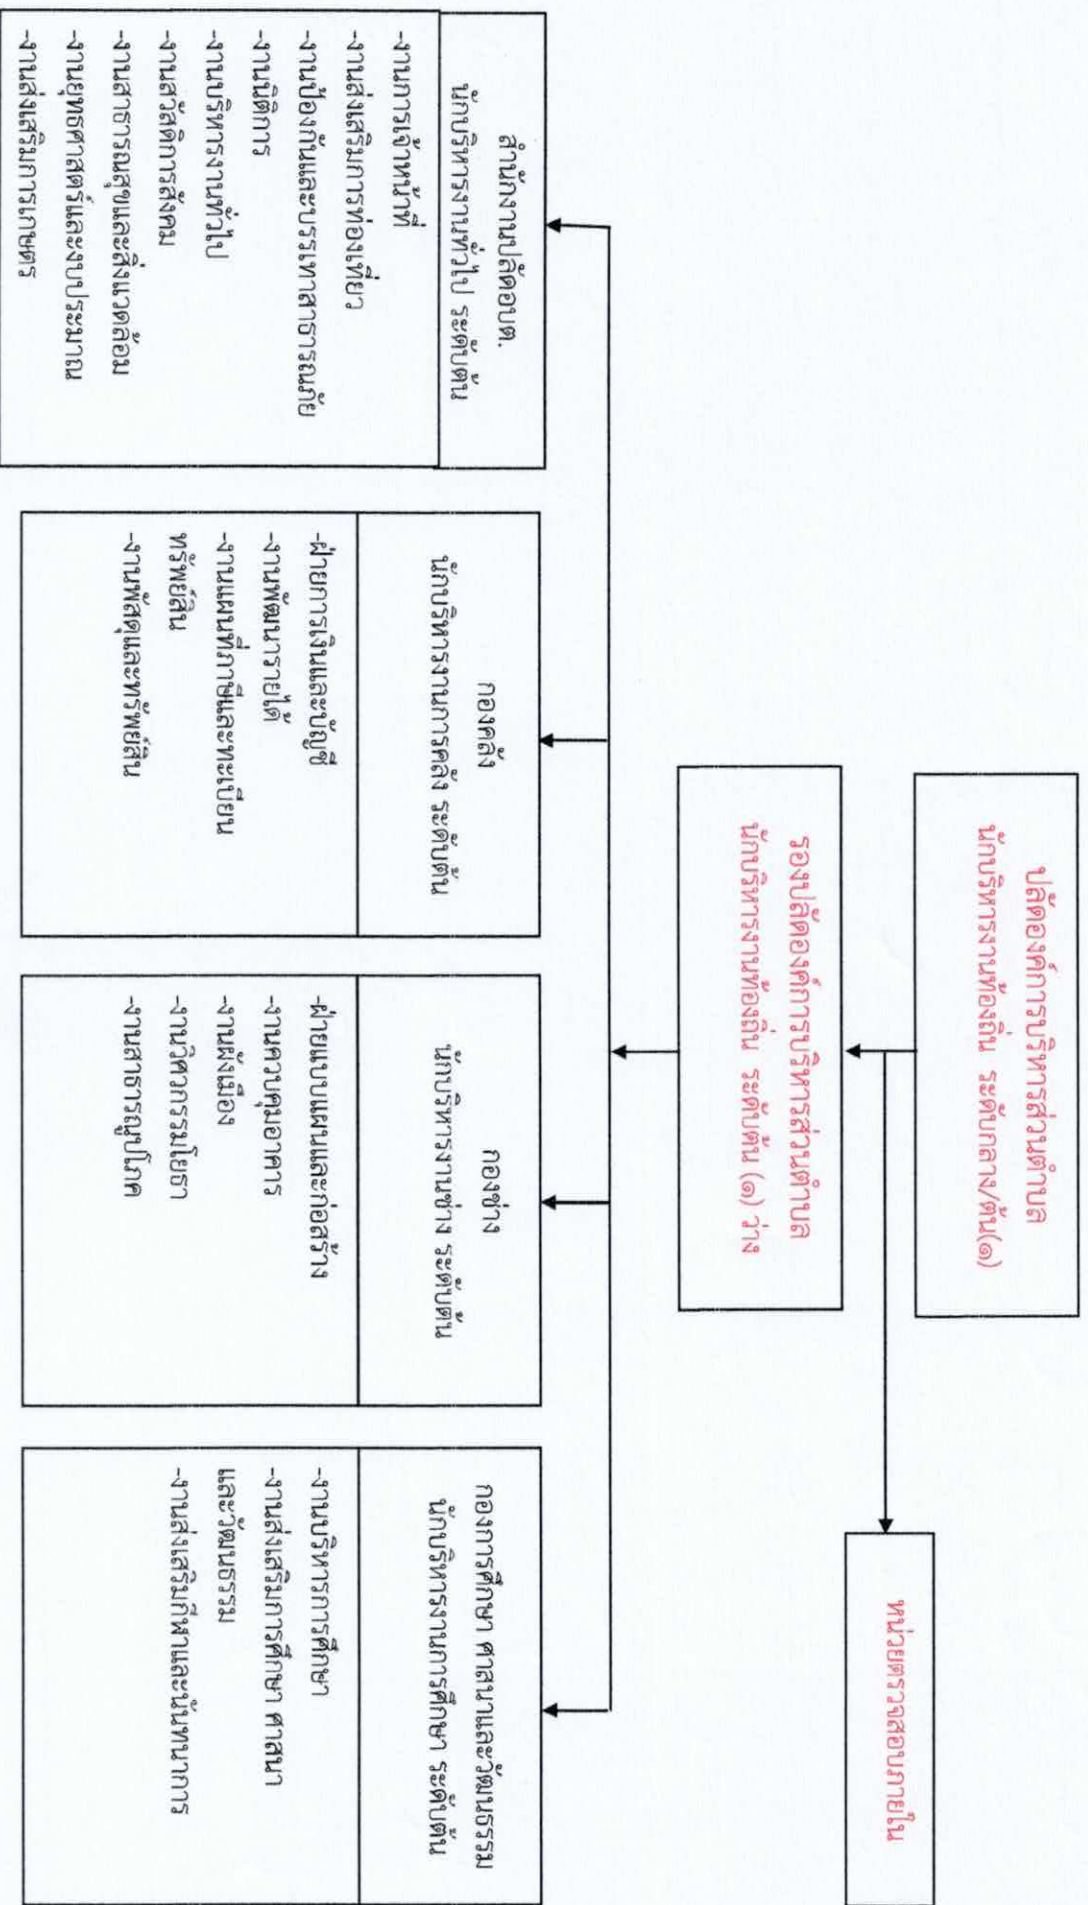 ปลัดองค์การบริหารส่วนตำบล
นักบริหารงานท้องถิ่น ระดับกลาง/ต้น(๑)
หน่วยตรวจสอบภายใน
รองปลัดองค์การบริหารส่วนตำบล
นักบริหารงานท้องถิ่น ระดับต้น (๑) ว่าง
สำนักงานปลัดอบต.
นักบริหารงานทั่วไป ระดับต้น
-งานการเจ้าหน้าที่
-งานส่งเสริมการท่องเที่ยว
-งานป้องกันและบรรเทาสาธารณภัย
-งานนิติการ
-งานบริหารงานทั่วไป
-งานสวัสดิการสังคม
-งานสาธารณสุขและสิ่งแวดล้อม
-งานยุทธศาสตร์และงบประมาณ
-งานส่งเสริมการเกษตร
กองคลัง
นักบริหารงานการคลัง ระดับต้น
-ฝ่ายการเงินและบัญชี
-งานพัฒนารายได้
-งานแผนที่ภาษีและทะเบียน
ทรัพย์สิน
-งานพัสดุและทรัพย์สิน
กองช่าง
นักบริหารงานช่าง ระดับต้น
-ฝ่ายแบบแผนและก่อสร้าง
-งานควบคุมอาคาร
-งานผังเมือง
-งานวิศวกรรมโยธา
-งานสาธารณูปโภค
กองการศึกษา ศาสนาและวัฒนธรรม
นักบริหารงานการศึกษา ระดับต้น
-งานบริหารการศึกษา
-งานส่งเสริมการศึกษา ศาสนา
และวัฒนธรรม
-งานส่งเสริมกีฬาและนันทนาการ